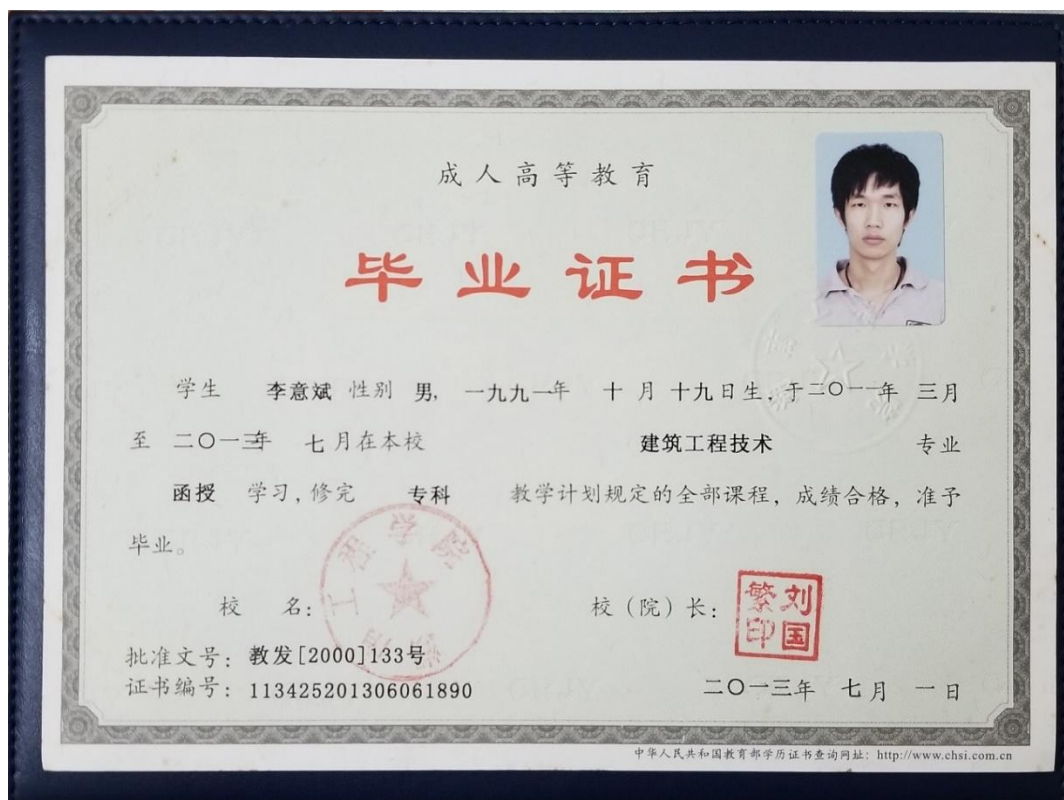 成人高等教育
毕业证书
学生 李意斌 性别 男, 一九九一年 十月十九日生, 于二〇一一年 三月
至 二〇一三年 七月在本校 建筑工程技术 专业
函授 学习, 修完 专科 教学计划规定的全部课程, 成绩合格, 准予
毕业。
校 名: 工程学院
校（院）长: 刘国繁印
批准文号: 教发[2000]133号
证书编号: 113425201306061890
二〇一三年 七月 一日
中华人民共和国教育部学历证书查询网址: http://www.chsi.com.cn